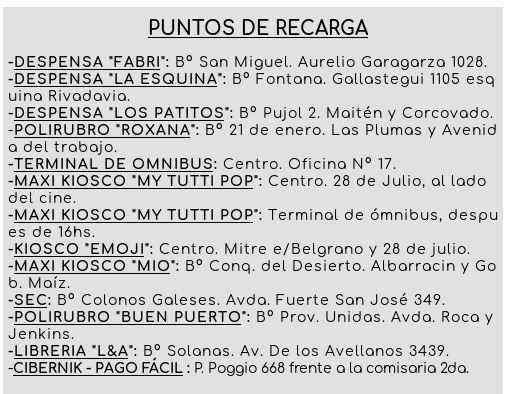 PUNTOS DE RECARGA
-DESPENSA "FABRI": Bº San Miguel. Aurelio Garagarza 1028.
-DESPENSA "LA ESQUINA": Bº Fontana. Gallastegui 1105 esq
uina Rivadavia.
-DESPENSA "LOS PATITOS": Bº Pujol 2. Maitén y Corcovado.
-POLIRUBRO "ROXANA": Bº 21 de enero. Las Plumas y Avenid
a del trabajo.
-TERMINAL DE OMNIBUS: Centro. Oficina Nº 17.
-MAXI KIOSCO "MY TUTTI POP": Centro. 28 de Julio, al lado
del cine.
-MAXI KIOSCO "MY TUTTI POP": Terminal de ómnibus, despu
es de 16hs.
-KIOSCO "EMOJI": Centro. Mitre e/Belgrano y 28 de julio.
-MAXI KIOSCO "MIO": Bº Conq. del Desierto. Albarracin y Go
b. Maíz.
-SEC: Bº Colonos Galeses. Avda. Fuerte San José 349.
-POLIRUBRO "BUEN PUERTO": Bº Prov. Unidas. Avda. Roca y
Jenkins.
-LIBRERIA "L&A": Bº Solanas. Av. De los Avellanos 3439.
-CIBERNIK - PAGO FÁCIL : P. Poggio 668 frente a la comisaria 2da.